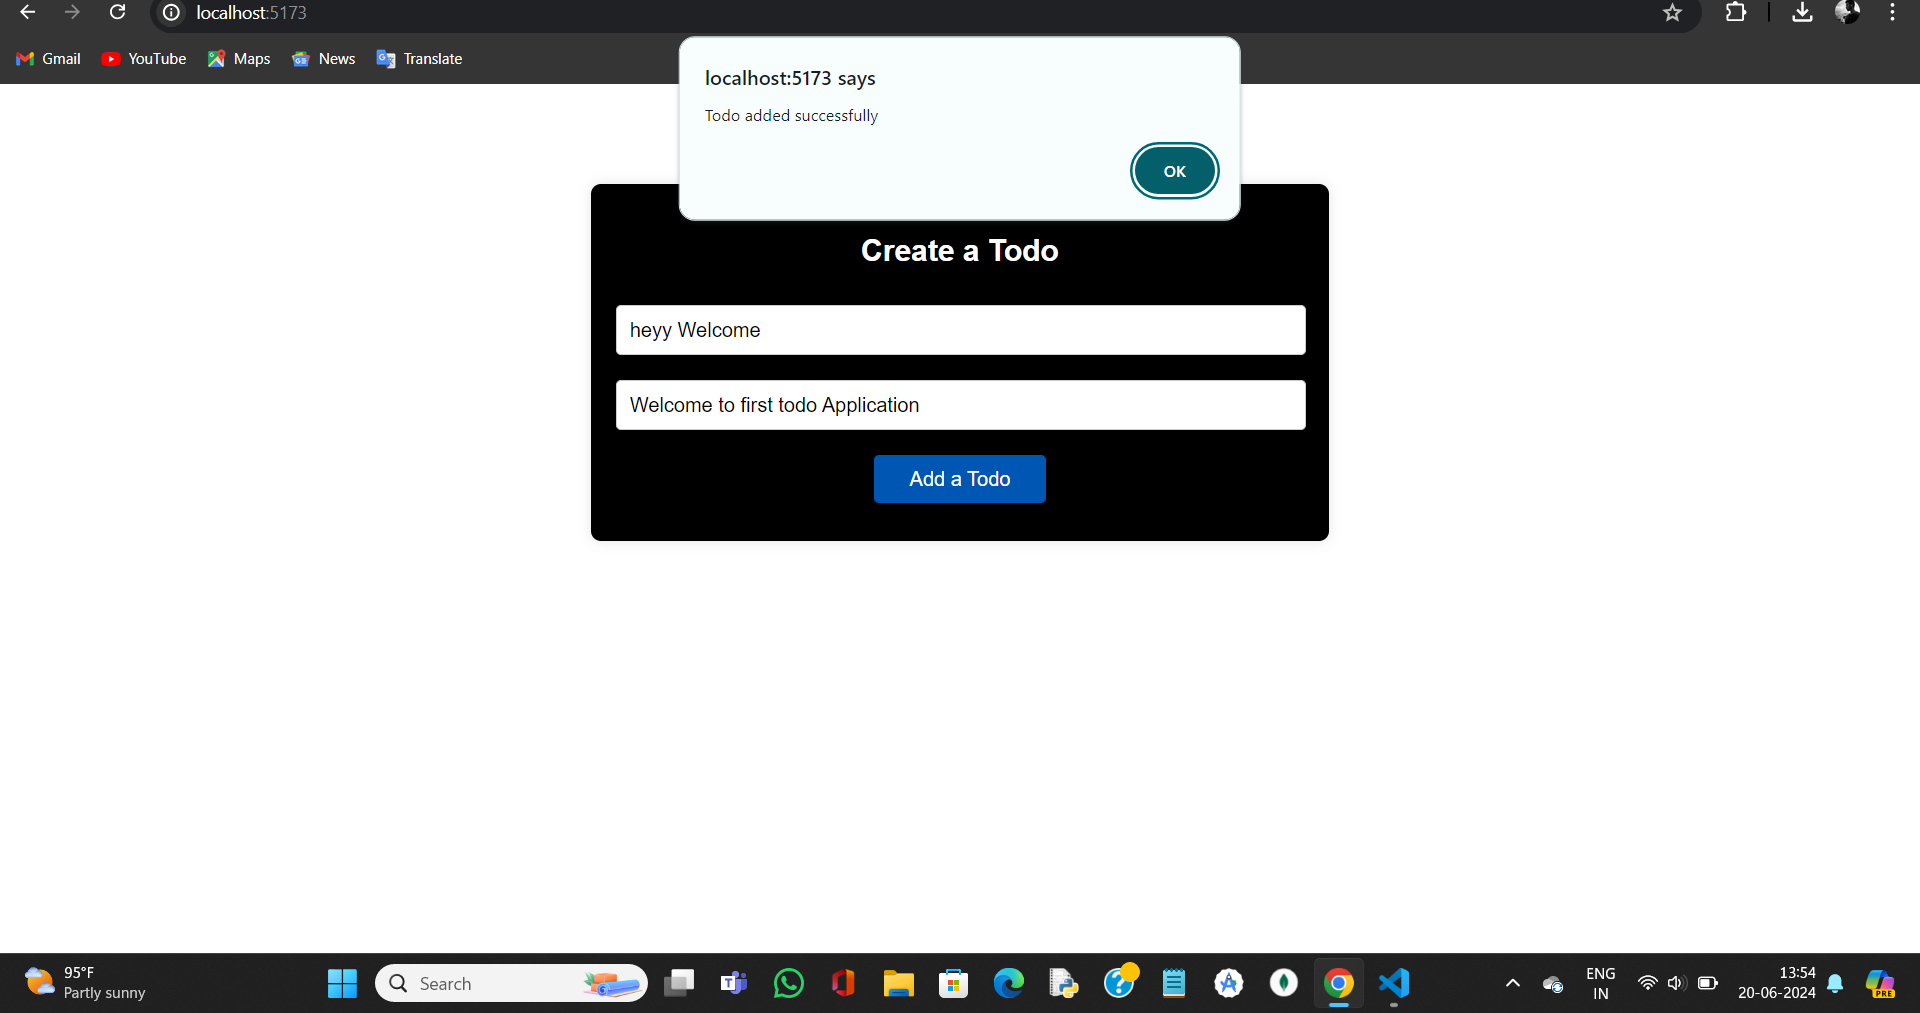 localhost:5173
Gmail
YouTube
Maps
News
Translate
localhost:5173 says
Todo added successfully
OK
Create a Todo
heyy Welcome
Welcome to first todo Application
Add a Todo
95°F
Partly sunny
Search
ENG
IN
13:54
20-06-2024
PRE